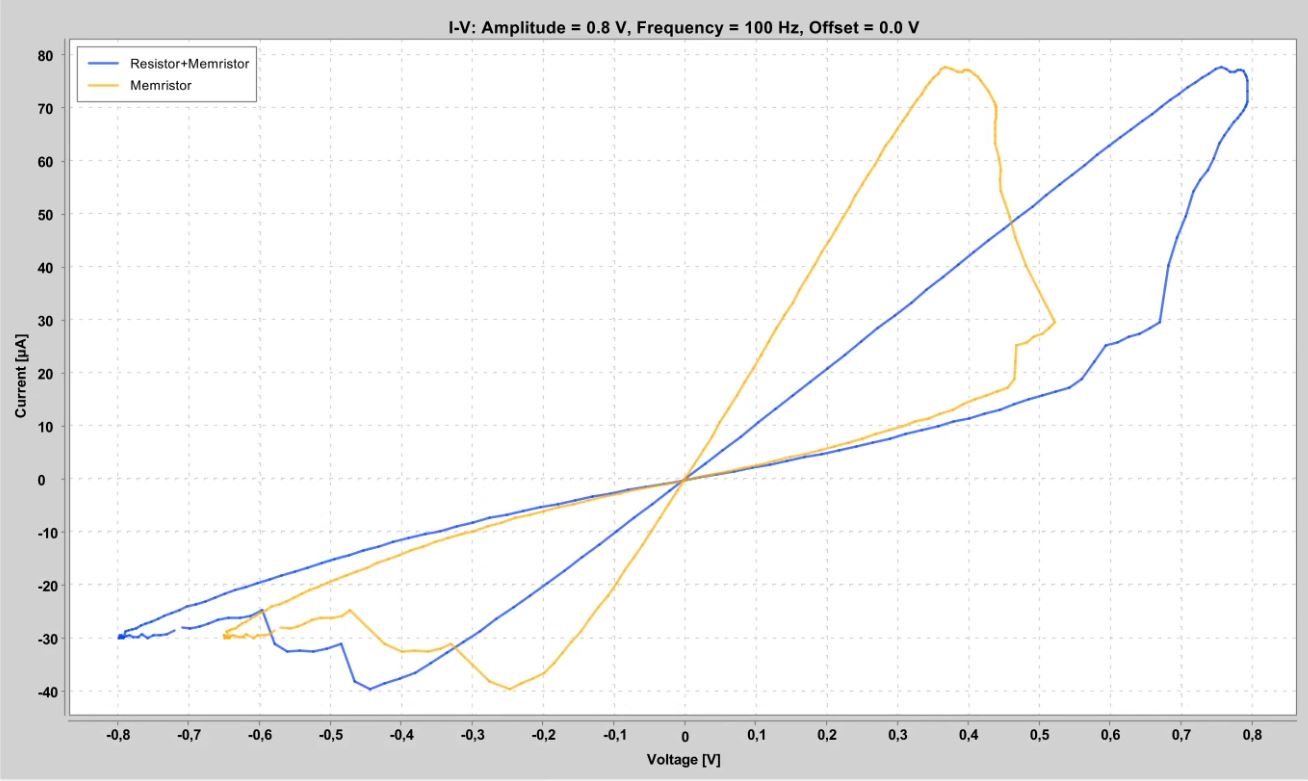 I-V: Amplitude = 0.8 V, Frequency = 100 Hz, Offset = 0.0 V
Resistor+Memristor
Memristor
80
70
60
50
40
30
20
10
0
-10
-20
-30
-40
Current [µA]
-0,8 -0,7 -0,6 -0,5 -0,4 -0,3 -0,2 -0,1 0 0,1 0,2 0,3 0,4 0,5 0,6 0,7 0,8
Voltage [V]